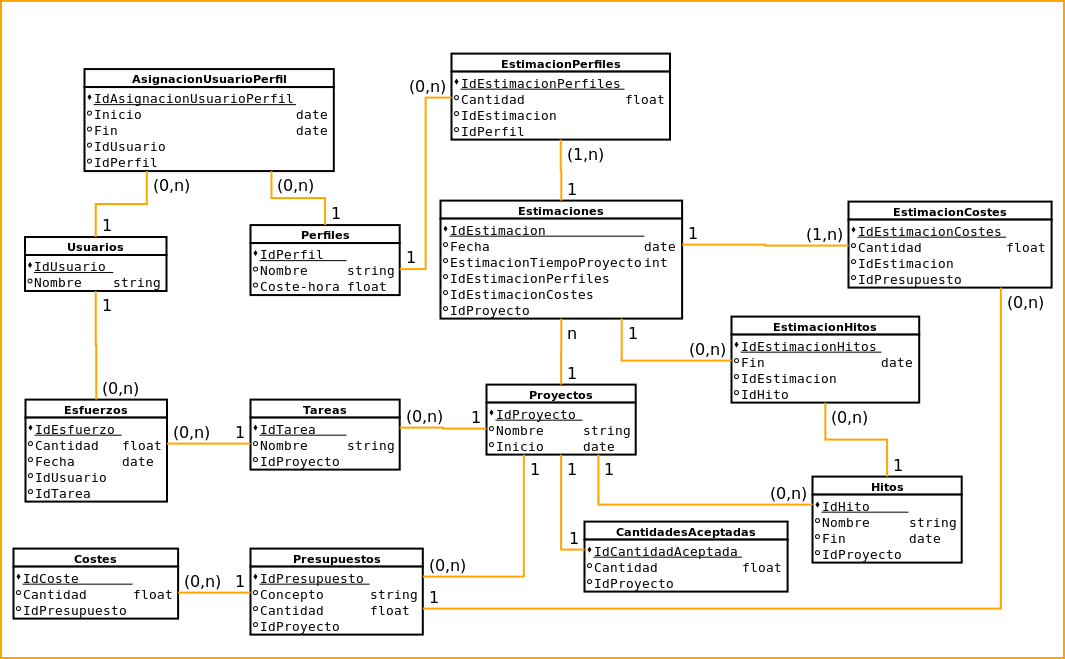 AsignacionUsuarioPerfil
IdAsignacionUsuarioPerfil
Inicio date
Fin date
IdUsuario
IdPerfil
(0,n)
(0,n)
1
1
EstimacionPerfiles
IdEstimacionPerfiles
Cantidad float
IdEstimacion
IdPerfil
(0,n)
(1,n)
1
Usuarios
IdUsuario
Nombre string
1
(0,n)
Perfiles
IdPerfil
Nombre string
Coste-hora float
1
Estimaciones
IdEstimacion
Fecha date
EstimacionTiempoProyecto int
IdEstimacionPerfiles
IdEstimacionCostes
IdProyecto
1
(1,n)
n
1
1
(0,n)
EstimacionCostes
IdEstimacionCostes
Cantidad float
IdEstimacion
IdPresupuesto
(0,n)
EstimacionHitos
IdEstimacionHitos
Fin date
IdEstimacion
IdHito
(0,n)
1
Esfuerzos
IdEsfuerzo
Cantidad float
Fecha date
IdUsuario
IdTarea
(0,n)
1
Tareas
IdTarea
Nombre string
IdProyecto
(0,n)
1
Proyectos
IdProyecto
Nombre string
Inicio date
1
1
1
(0,n)
1
Hitos
IdHito
Nombre string
Fin date
IdProyecto
CantidadesAceptadas
IdCantidadAceptada
Cantidad float
IdProyecto
Costes
IdCoste
Cantidad float
IdPresupuesto
(0,n)
1
Presupuestos
IdPresupuesto
Concepto string
Cantidad float
IdProyecto
(0,n)
1